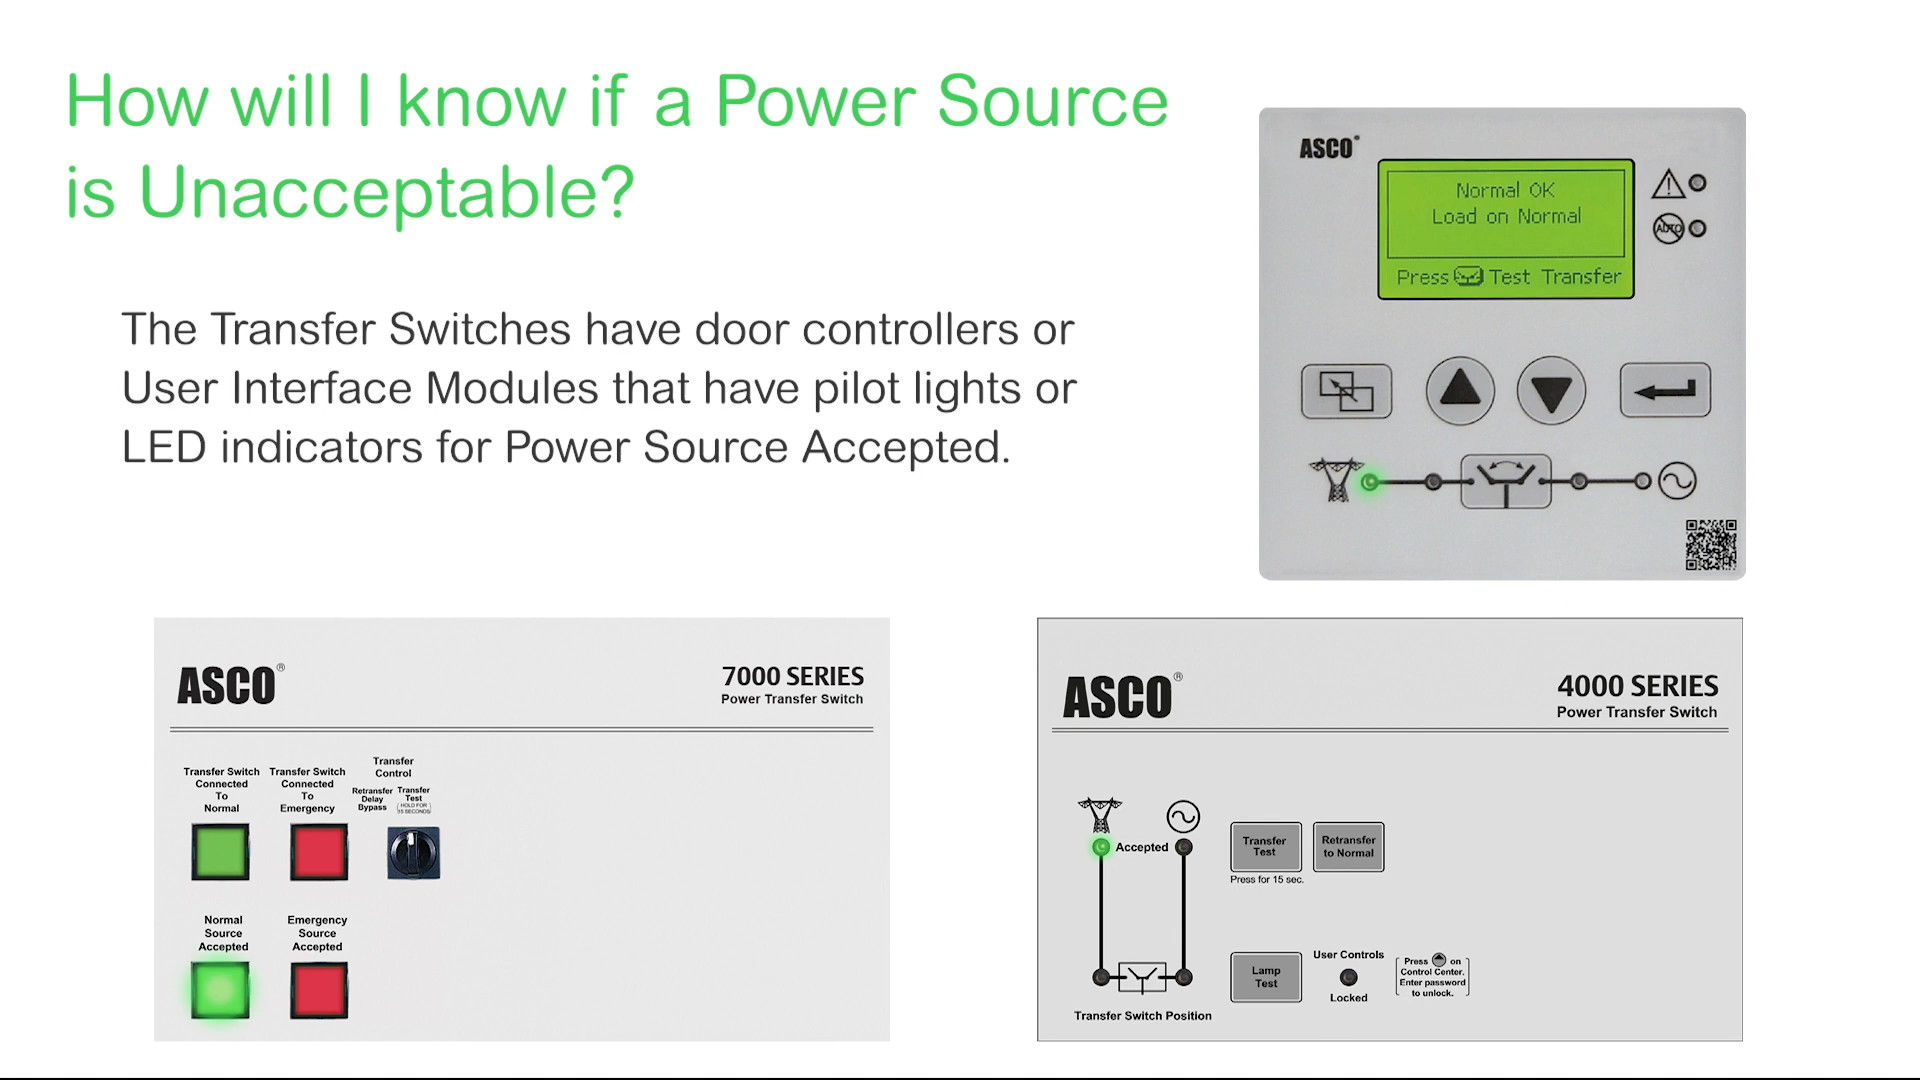 How will I know if a Power Source
is Unacceptable?
The Transfer Switches have door controllers or
User Interface Modules that have pilot lights or
LED indicators for Power Source Accepted.
ASCO®
Normal OK
Load on Normal
Press Test Transfer
AUTO
ASCO®
7000 SERIES
Power Transfer Switch
Transfer Switch
Connected
To
Normal
Transfer Switch
Connected
To
Emergency
Transfer
Control
Retransfer
Delay
Bypass
Transfer
Test
(HOLD FOR
15 SECONDS)
Normal
Source
Accepted
Emergency
Source
Accepted
ASCO®
4000 SERIES
Power Transfer Switch
Accepted
Transfer
Test
Press for 15 sec.
Retransfer
to Normal
Lamp
Test
User Controls
Locked
Press on
Control Center.
Enter password
to unlock.
Transfer Switch Position